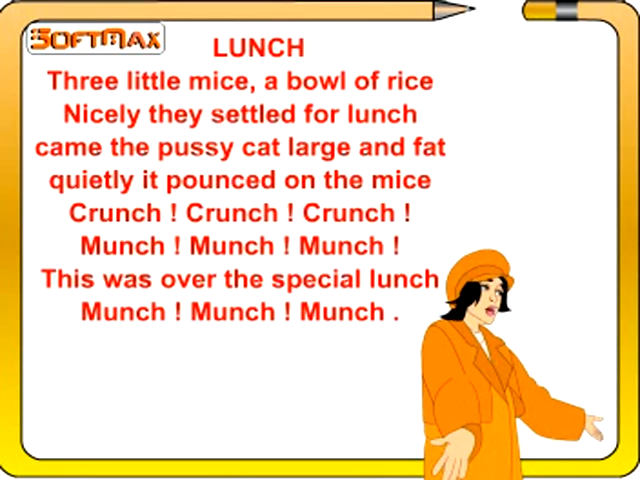 SOFTMAX
LUNCH
Three little mice, a bowl of rice
Nicely they settled for lunch
came the pussy cat large and fat
quietly it pounced on the mice
Crunch ! Crunch ! Crunch !
Munch ! Munch ! Munch !
This was over the special lunch
Munch ! Munch ! Munch .